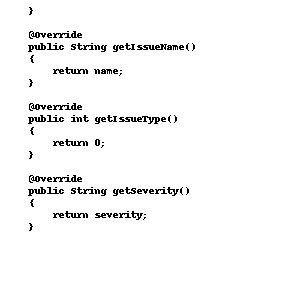 }
@Override
public String getIssueName()
{
return name;
}
@Override
public int getIssueType()
{
return 0;
}
@Override
public String getSeverity()
{
return severity;
}